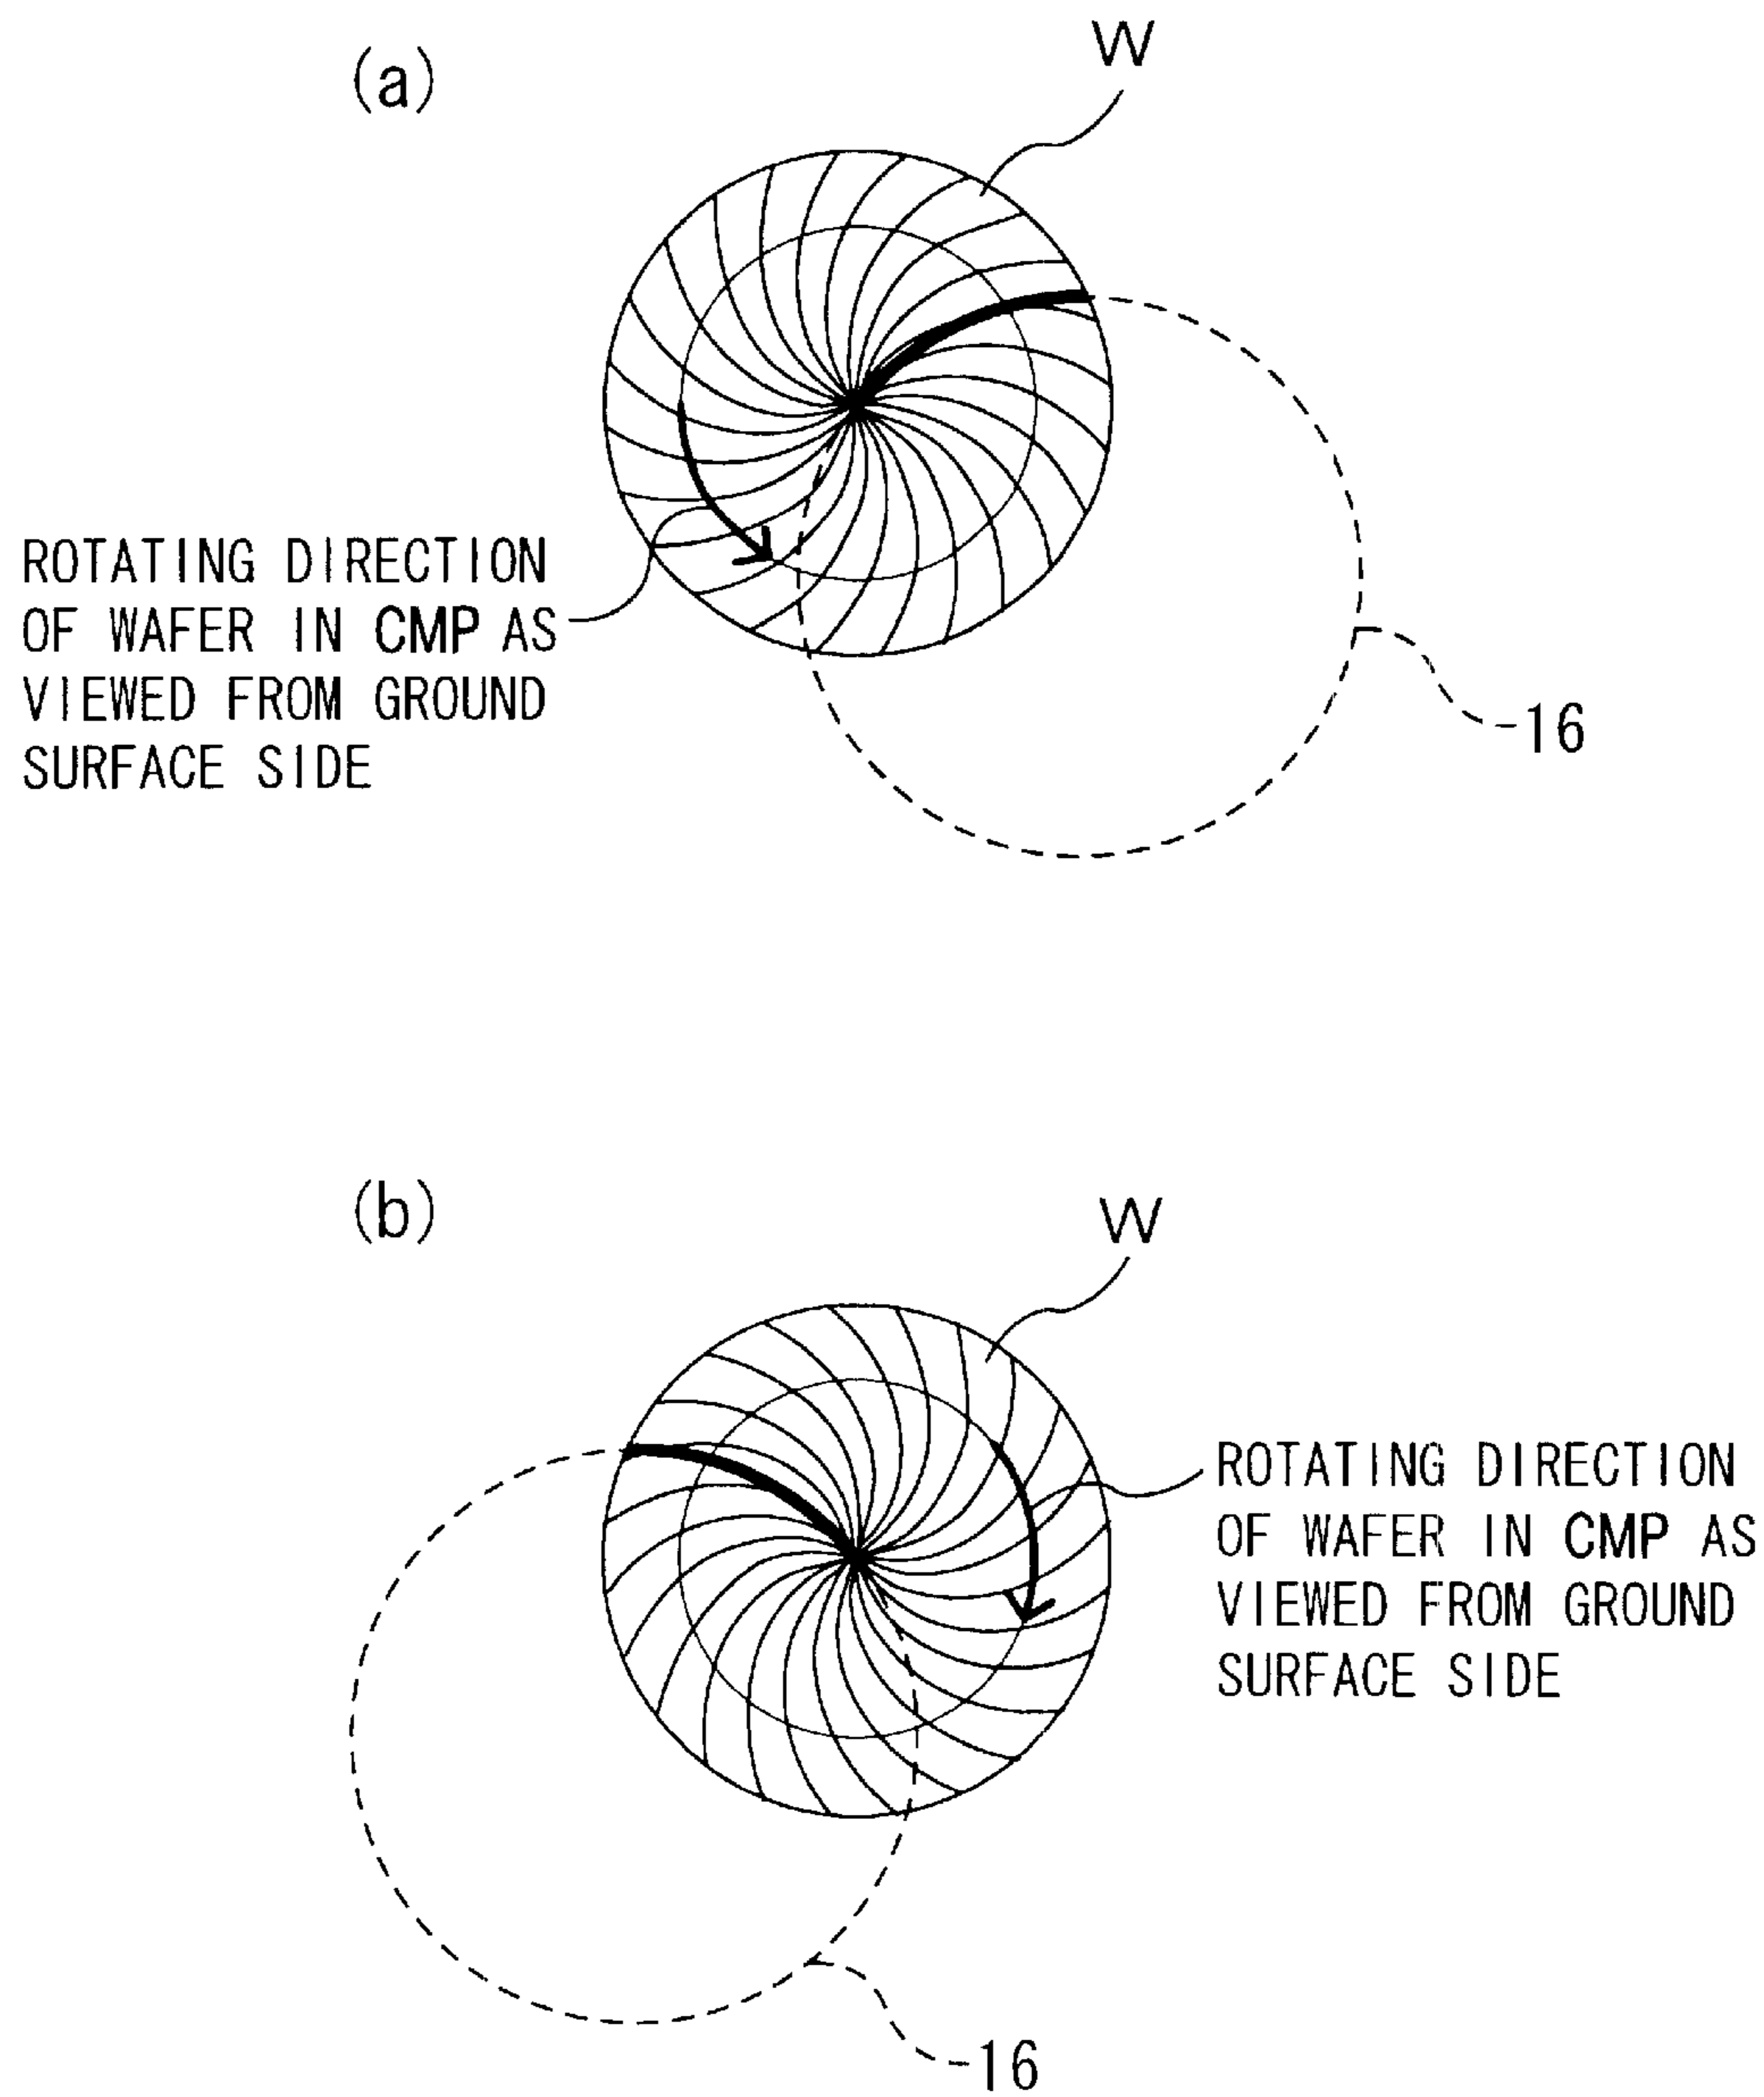 (a)
W
ROTATING DIRECTION
OF WAFER IN CMP AS
VIEWED FROM GROUND
SURFACE SIDE
16
(b)
W
ROTATING DIRECTION
OF WAFER IN CMP AS
VIEWED FROM GROUND
SURFACE SIDE
16